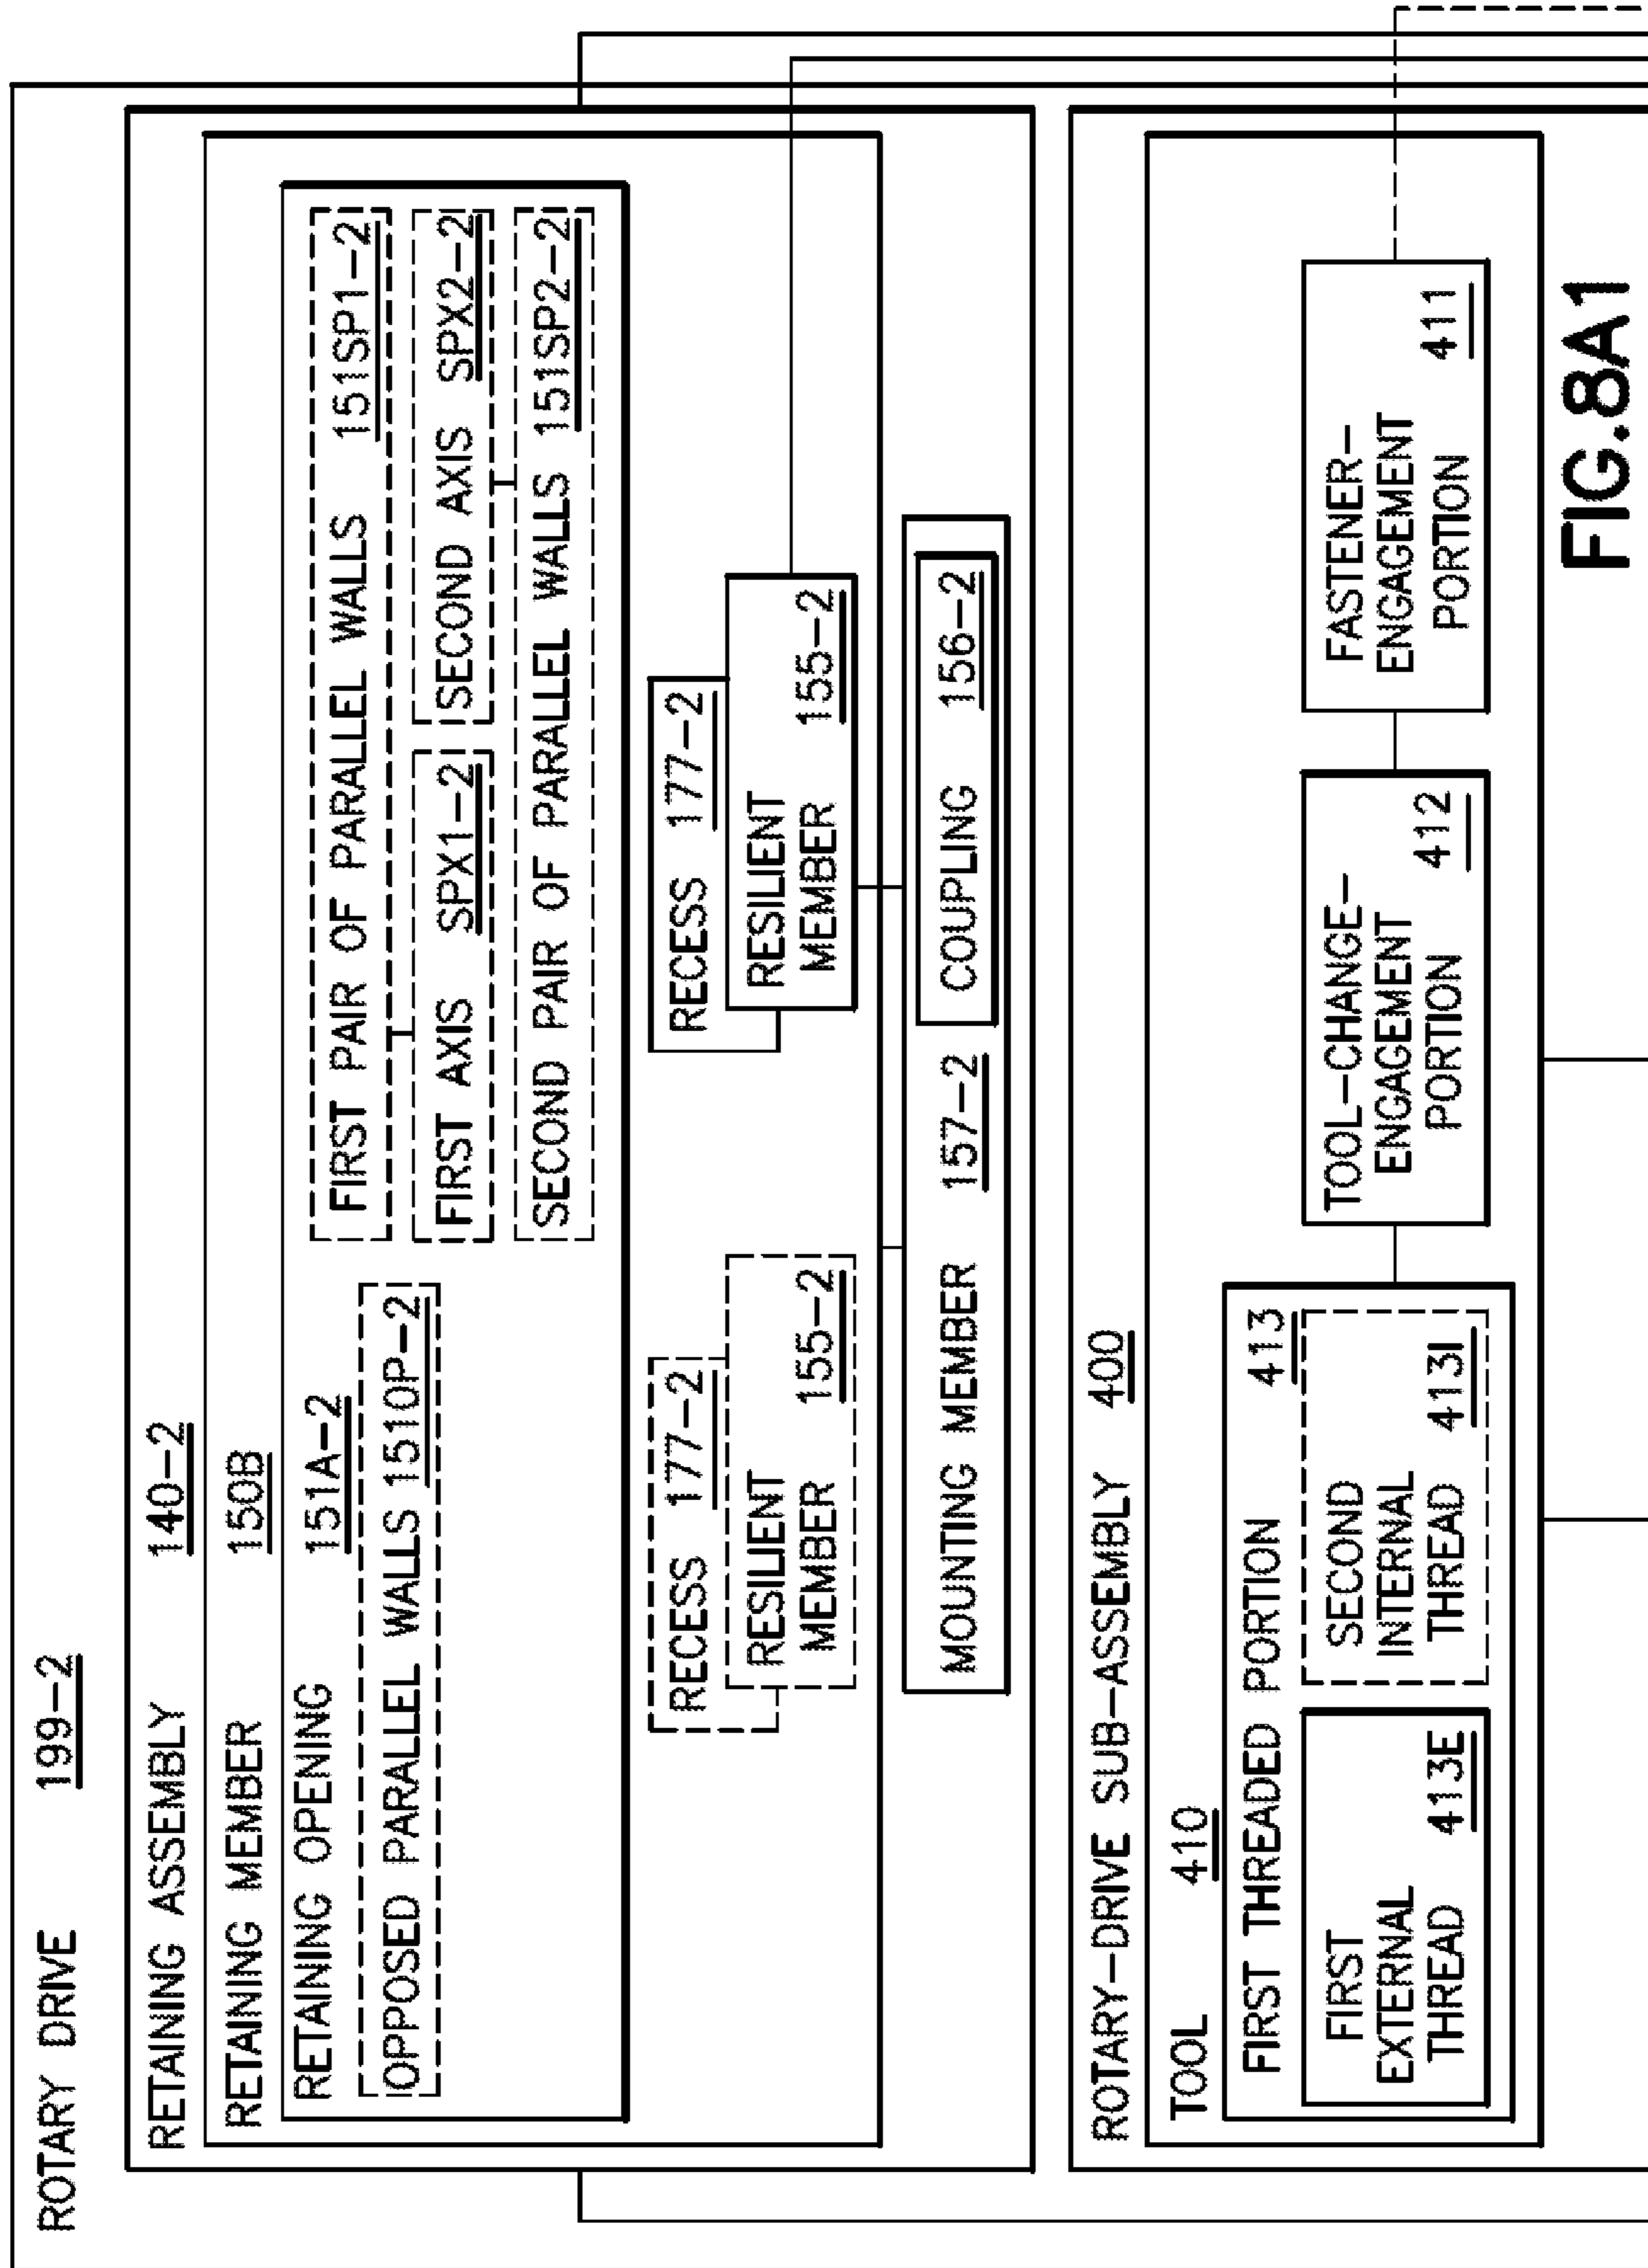 ROTARY DRIVE 199-2
RETAINING ASSEMBLY 140-2
RETAINING MEMBER 150B
RETAINING OPENING 151A-2
OPPOSED PARALLEL WALLS 151OP-2
FIRST PAIR OF PARALLEL WALLS 151SP1-2
FIRST AXIS SPX1-2
SECOND AXIS SPX2-2
SECOND PAIR OF PARALLEL WALLS 151SP2-2
RECESS 177-2
RESILIENT
MEMBER 155-2
RECESS 177-2
RESILIENT
MEMBER 155-2
MOUNTING MEMBER 157-2
COUPLING 156-2
ROTARY-DRIVE SUB-ASSEMBLY 400
TOOL 410
FIRST THREADED PORTION 413
FIRST
EXTERNAL
THREAD 413E
SECOND
INTERNAL
THREAD 413I
TOOL-CHANGE-
ENGAGEMENT
PORTION 412
FASTENER-
ENGAGEMENT
PORTION 411
FIG.8A1